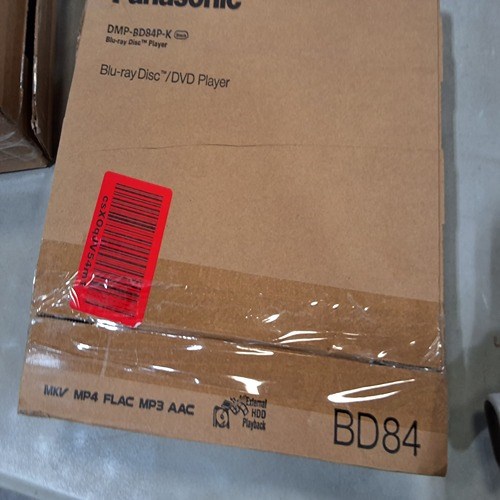 Panasonic
DMP-BD84P-K
Blu-ray Disc™ Player
Blu-ray Disc™/DVD Player
MKV MP4 FLAC MP3 AAC
External
HDD
Playback
BD84